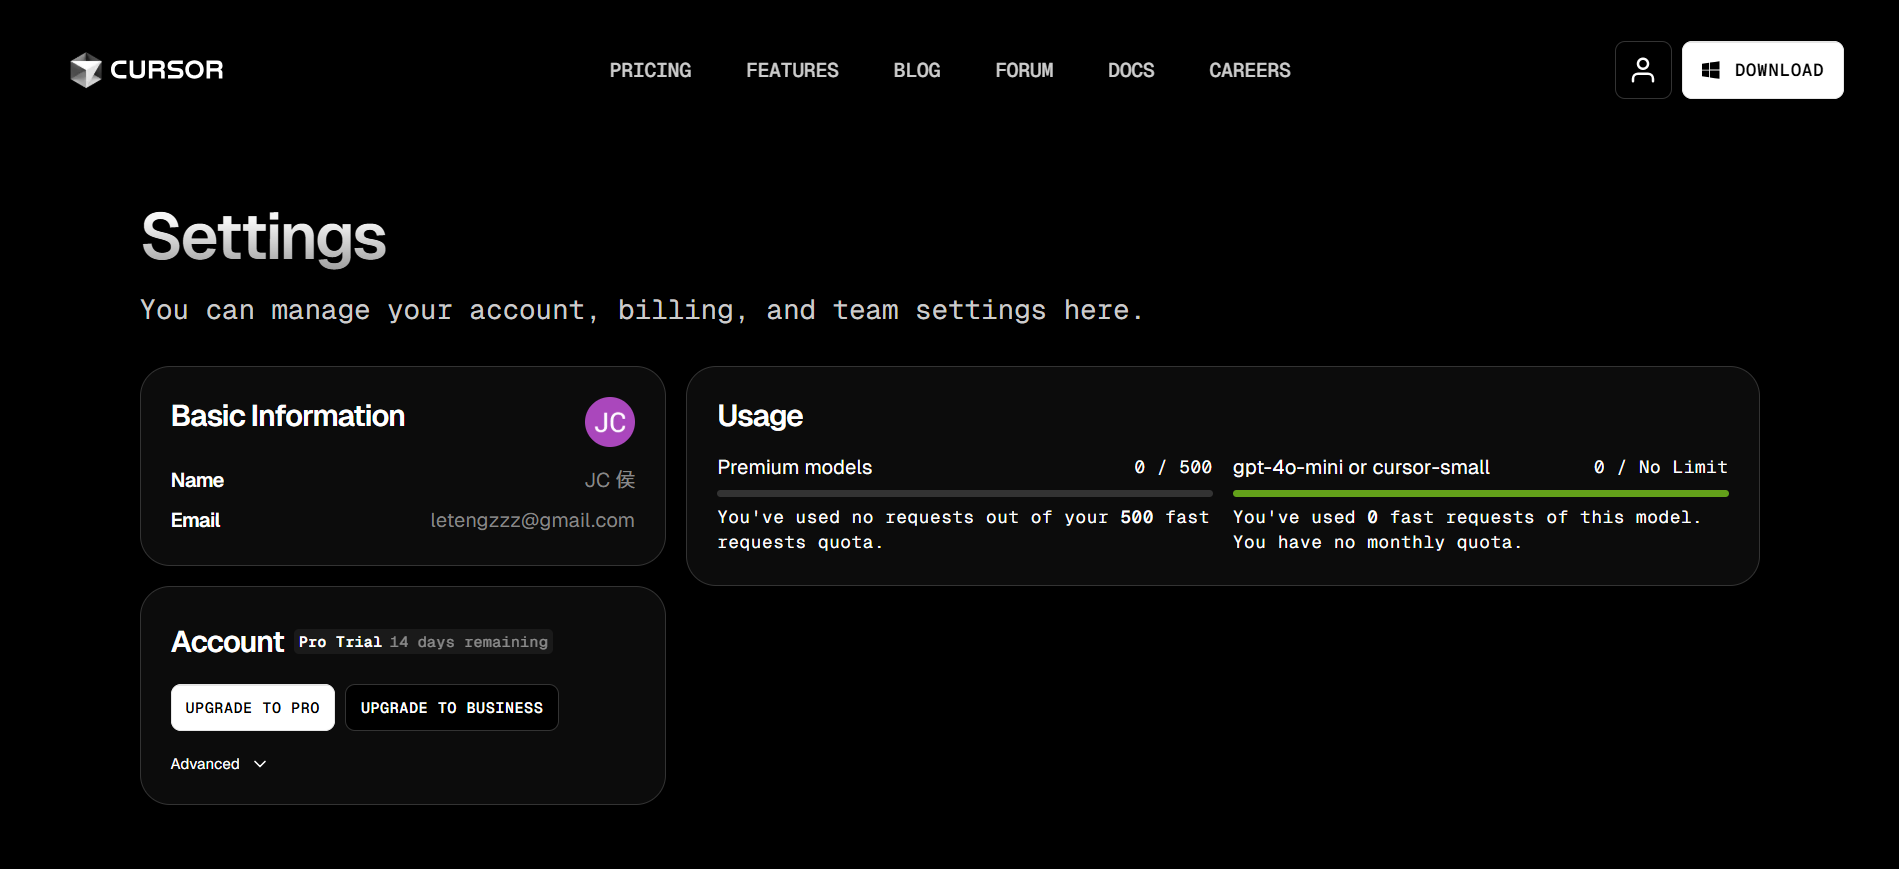 CURSOR
PRICING
FEATURES
BLOG
FORUM
DOCS
CAREERS
DOWNLOAD
Settings
You can manage your account, billing, and team settings here.
Basic Information
JC
Name
JC 侯
Email
letengzzz@gmail.com
Account Pro Trial 14 days remaining
UPGRADE TO PRO
UPGRADE TO BUSINESS
Advanced
Usage
Premium models 0 / 500
You've used no requests out of your 500 fast
requests quota.
gpt-4o-mini or cursor-small 0 / No Limit
You've used 0 fast requests of this model.
You have no monthly quota.